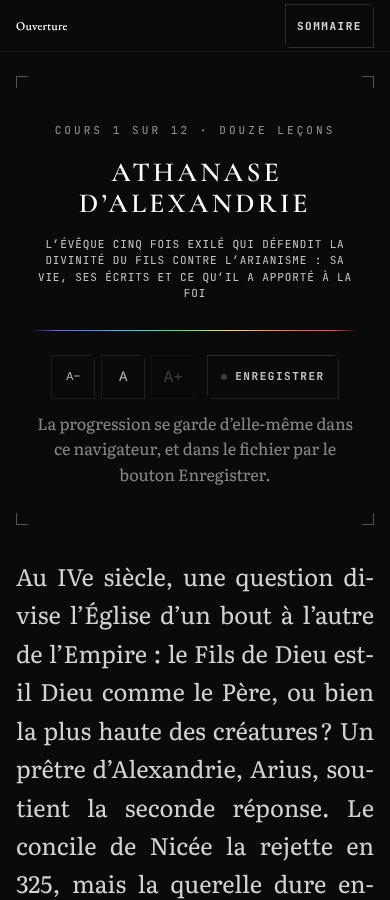 Ouverture
SOMMAIRE
COURS 1 SUR 12 · DOUZE LEÇONS
ATHANASE
D’ALEXANDRIE
L’ÉVÊQUE CINQ FOIS EXILÉ QUI DÉFENDIT LA
DIVINITÉ DU FILS CONTRE L’ARIANISME : SA
VIE, SES ÉCRITS ET CE QU’IL A APPORTÉ À LA
FOI
A− A A+ ENREGISTRER
La progression se garde d’elle-même dans
ce navigateur, et dans le fichier par le
bouton Enregistrer.
Au IVe siècle, une question di-
vise l’Église d’un bout à l’autre
de l’Empire : le Fils de Dieu est-
il Dieu comme le Père, ou bien
la plus haute des créatures ? Un
prêtre d’Alexandrie, Arius, sou-
tient la seconde réponse. Le
concile de Nicée la rejette en
325, mais la querelle dure en-